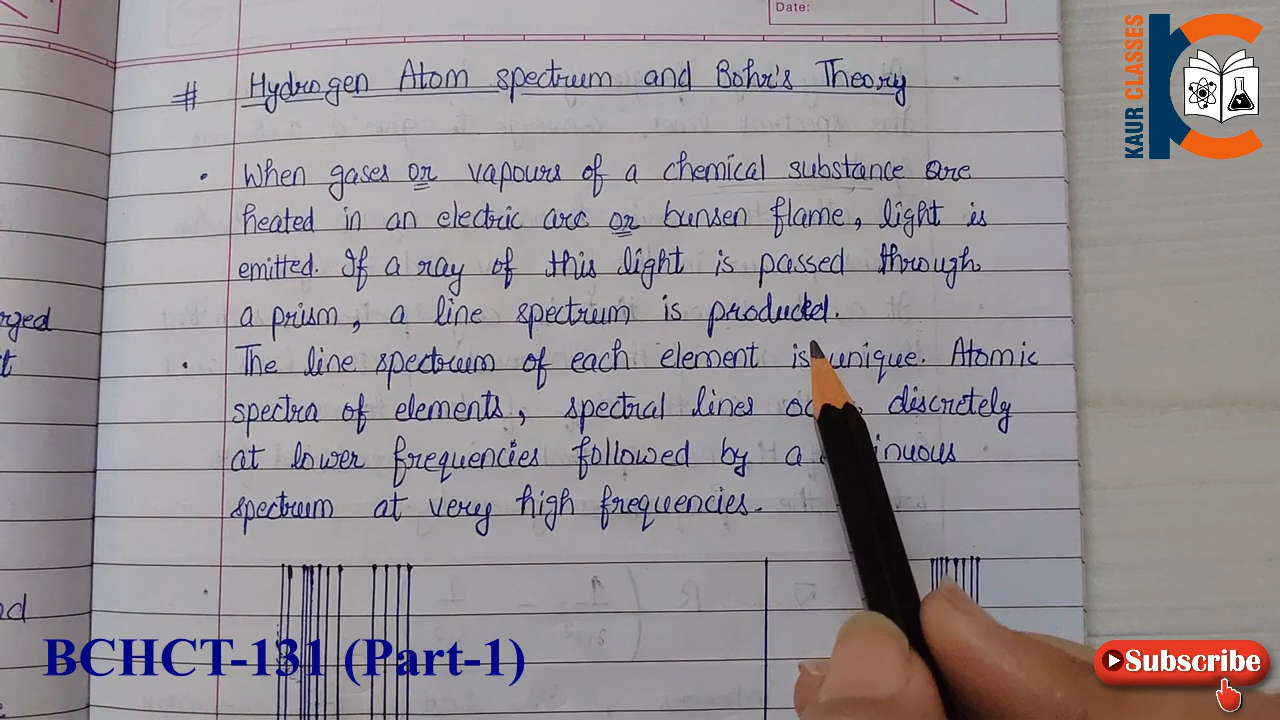 Date:
KAUR CLASSES
# Hydrogen Atom spectrum and Bohr's Theory
• When gases or vapours of a chemical substance are
heated in an electric arc or bunsen flame, light is
emitted. If a ray of this light is passed through
a prism, a line spectrum is producted.
• The line spectrum of each element is unique. Atomic
spectra of elements, spectral lines discretely
at lower frequencies followed by a
spectrum at very high frequencies.
rged
t
BCHCT-131 (Part-1)
Subscribe